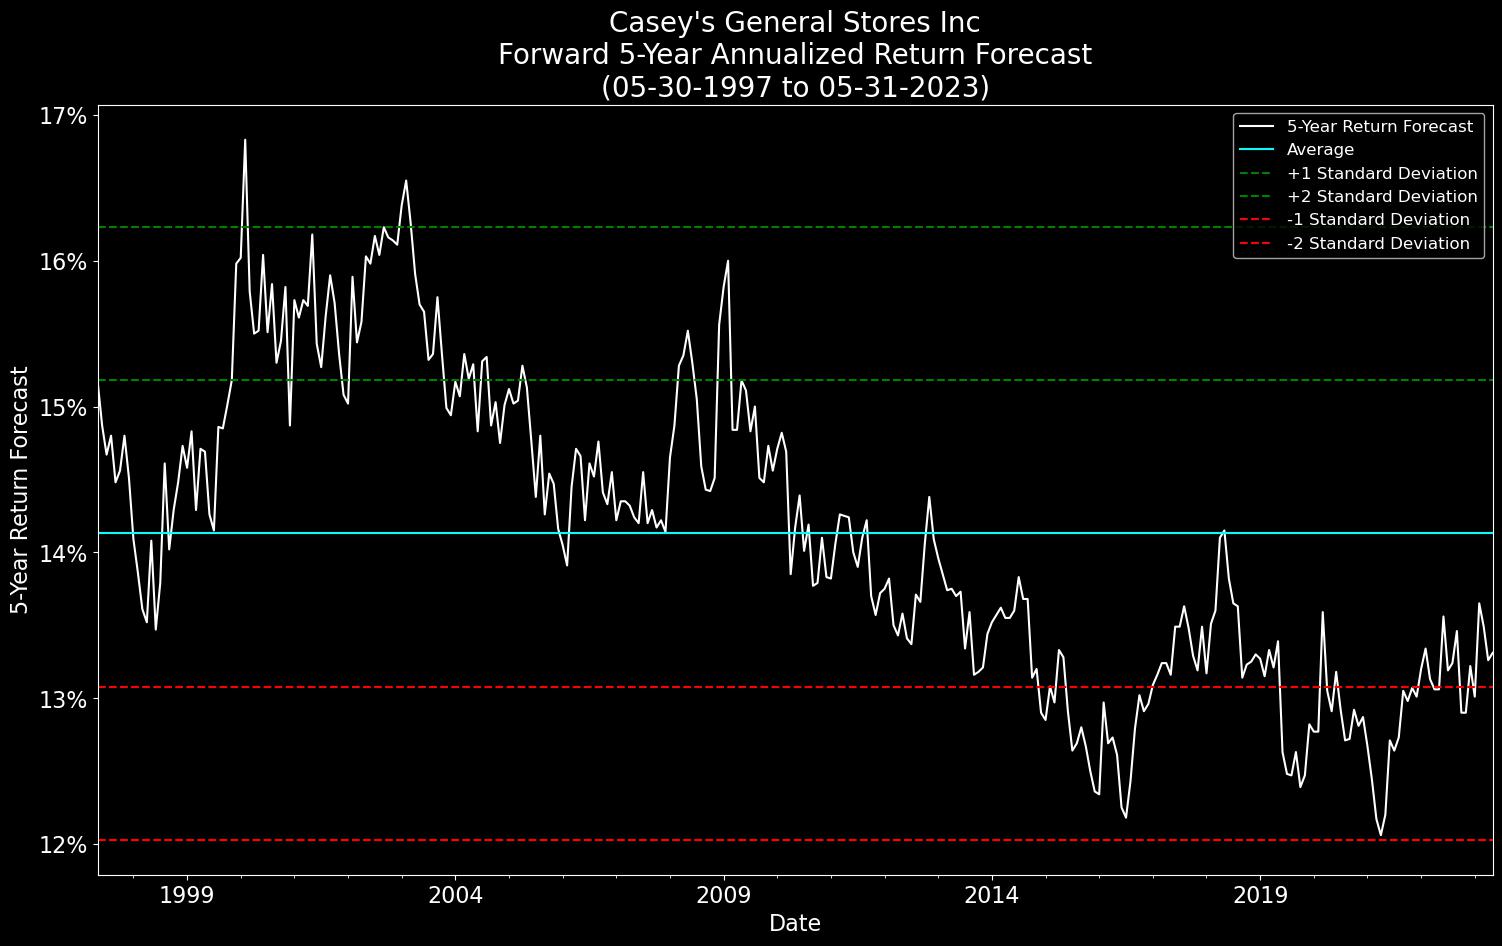 Casey's General Stores Inc
Forward 5-Year Annualized Return Forecast
(05-30-1997 to 05-31-2023)
5-Year Return Forecast
Average
+1 Standard Deviation
+2 Standard Deviation
-1 Standard Deviation
-2 Standard Deviation
17%
16%
15%
14%
13%
12%
5-Year Return Forecast
1999
2004
2009
2014
2019
Date